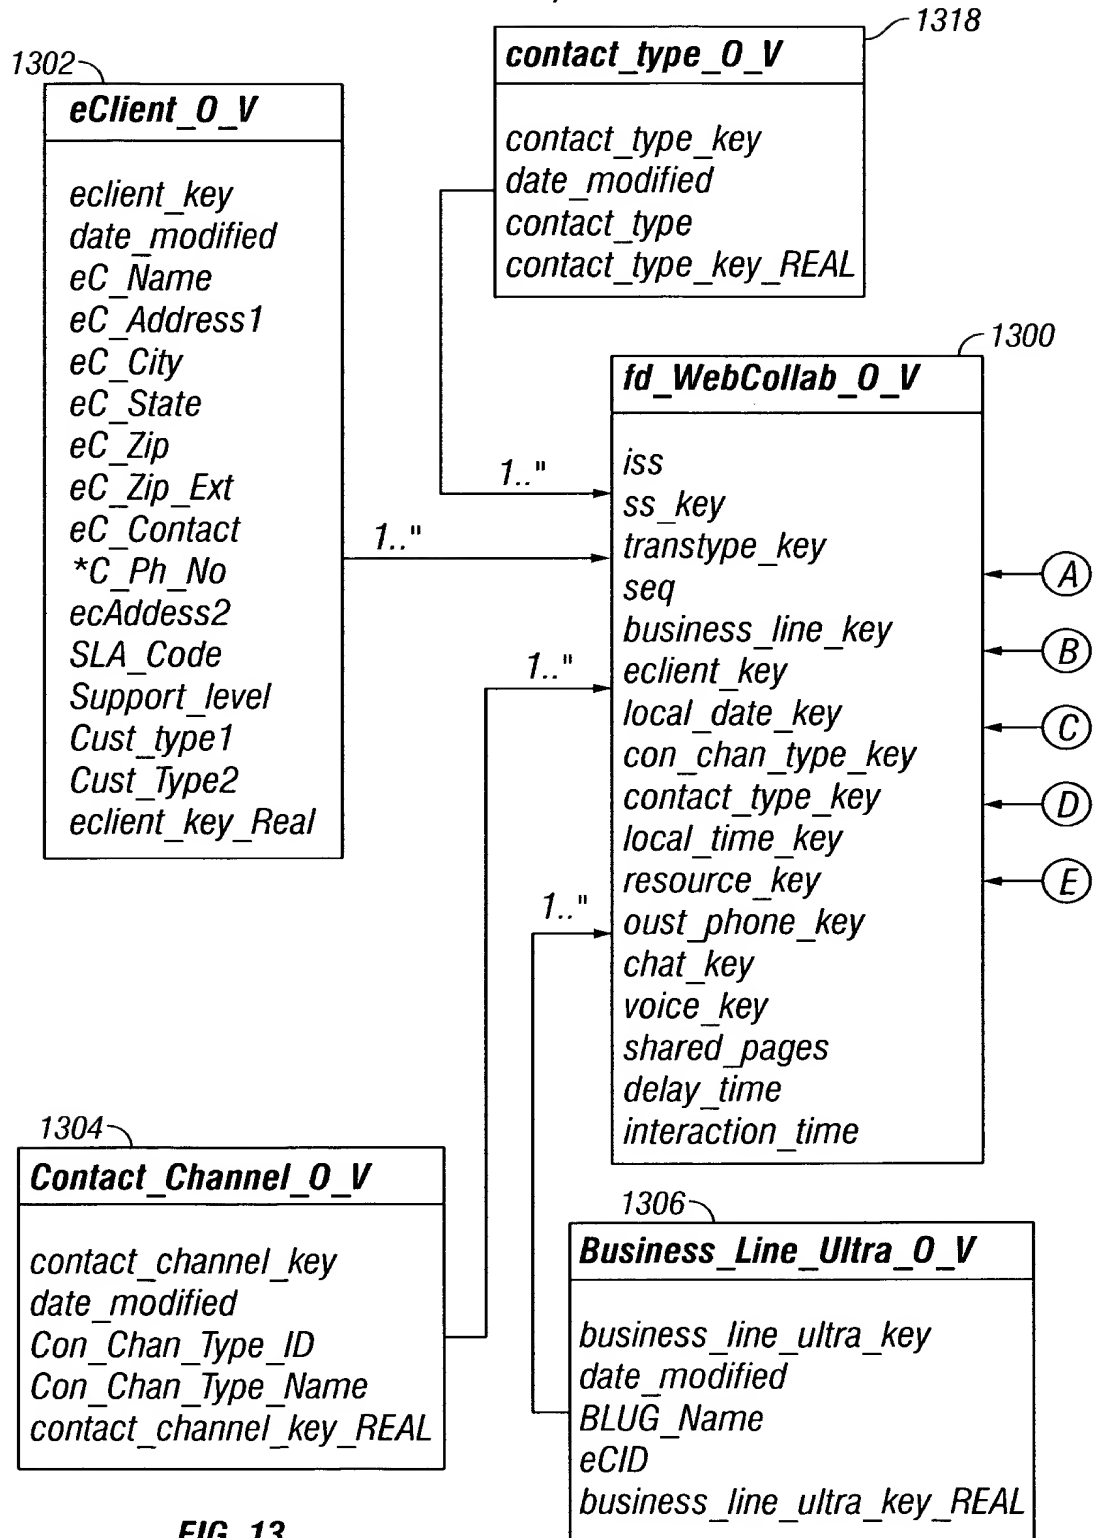 1318
contact_type_O_V
contact_type_key
date_modified
contact_type
contact_type_key_REAL
1302
eClient_O_V
eclient_key
date_modified
eC_Name
eC_Address1
eC_City
eC_State
eC_Zip
eC_Zip_Ext
eC_Contact
*C_Ph_No
ecAddess2
SLA_Code
Support_level
Cust_type1
Cust_Type2
eclient_key_Real
1300
fd_WebCollab_O_V
iss
ss_key
transtype_key
seq
business_line_key
eclient_key
local_date_key
con_chan_type_key
contact_type_key
local_time_key
resource_key
oust_phone_key
chat_key
voice_key
shared_pages
delay_time
interaction_time
1.."
1.."
1.."
1.."
A
B
C
D
E
1304
Contact_Channel_O_V
contact_channel_key
date_modified
Con_Chan_Type_ID
Con_Chan_Type_Name
contact_channel_key_REAL
1306
Business_Line_Ultra_O_V
business_line_ultra_key
date_modified
BLUG_Name
eCID
business_line_ultra_key_REAL
FIG. 13